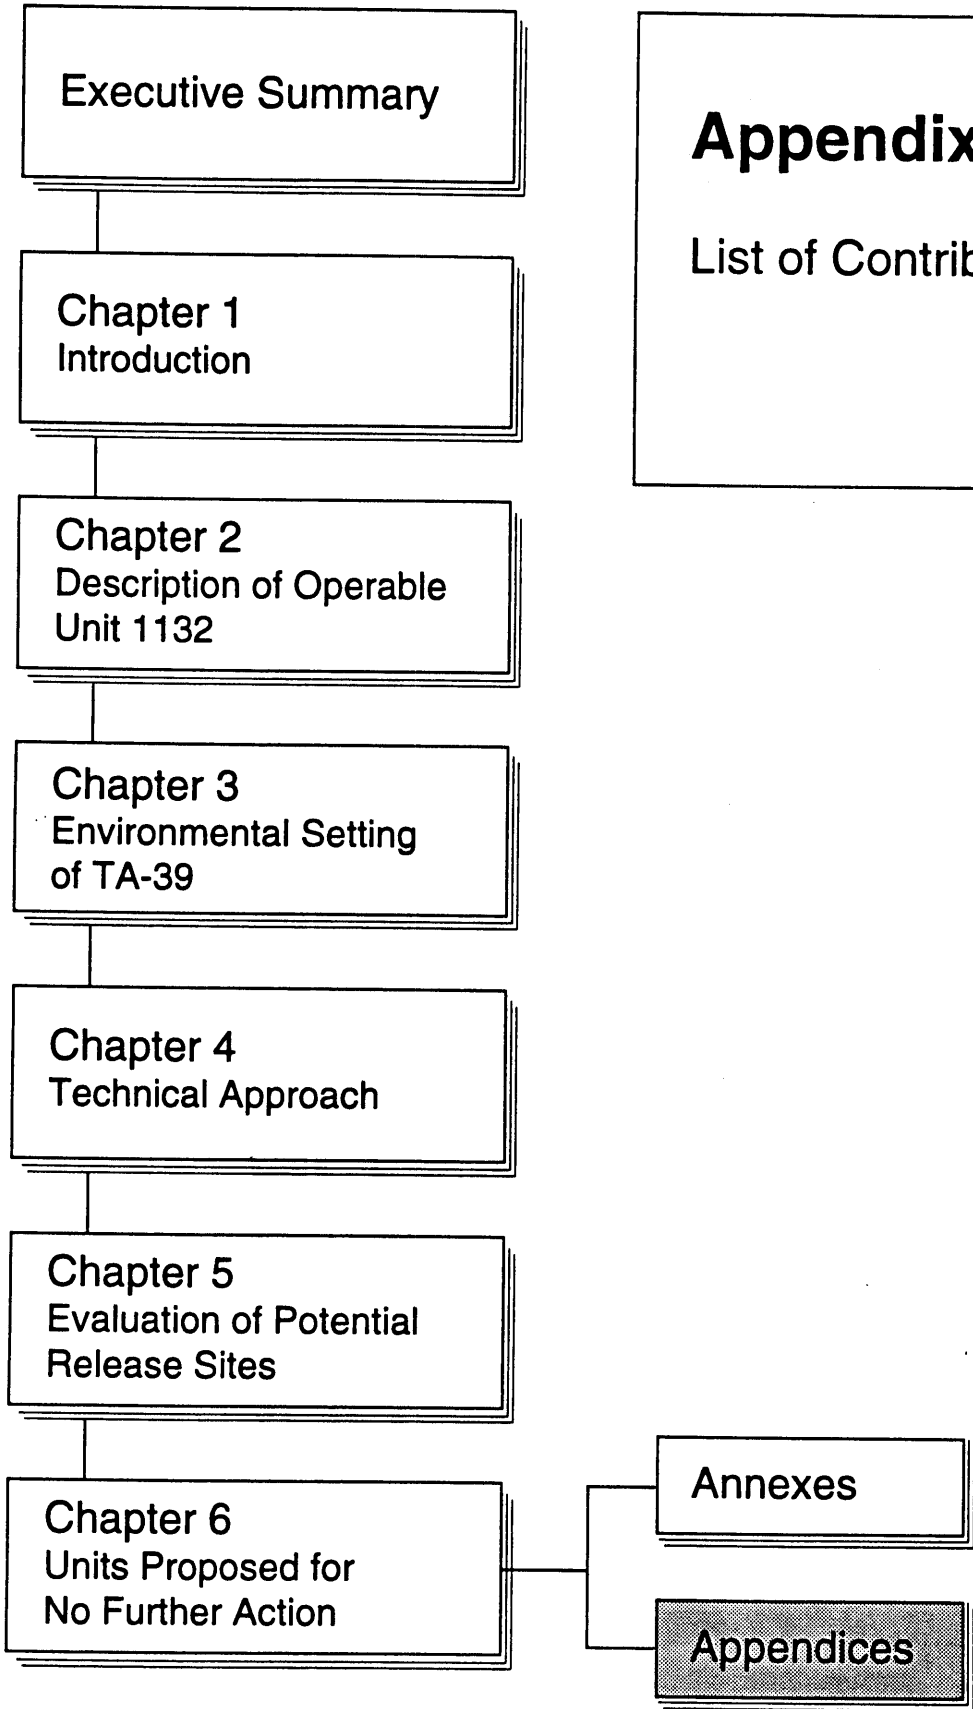 Executive Summary
Appendix
List of Contrib
Chapter 1
Introduction
Chapter 2
Description of Operable
Unit 1132
Chapter 3
Environmental Setting
of TA-39
Chapter 4
Technical Approach
Chapter 5
Evaluation of Potential
Release Sites
Chapter 6
Units Proposed for
No Further Action
Annexes
Appendices